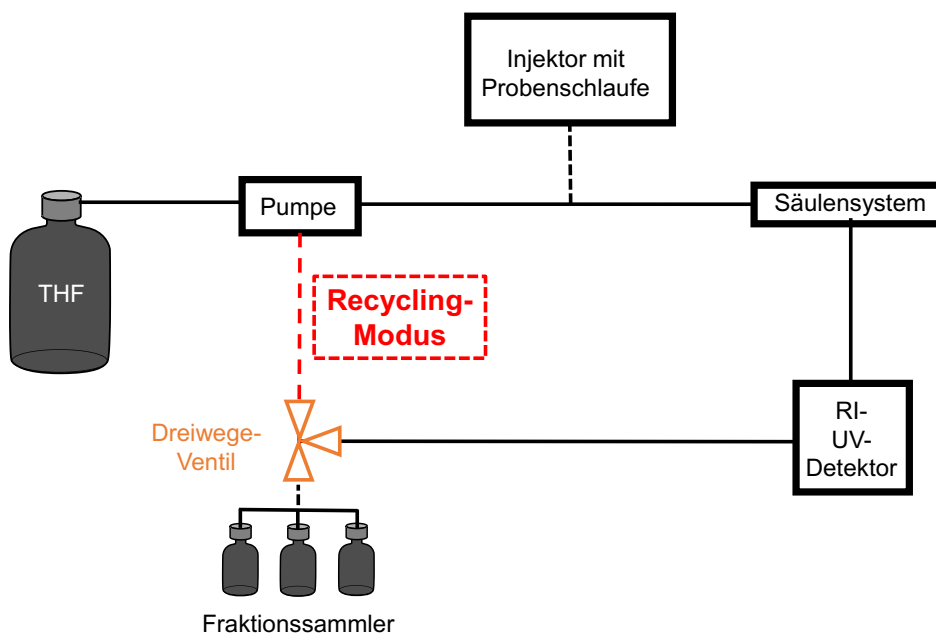 Injektor mit
Probenschlaufe
Pumpe
Säulensystem
THF
Recycling-
Modus
Dreiwege-
Ventil
RI-
UV-
Detektor
Fraktionssammler